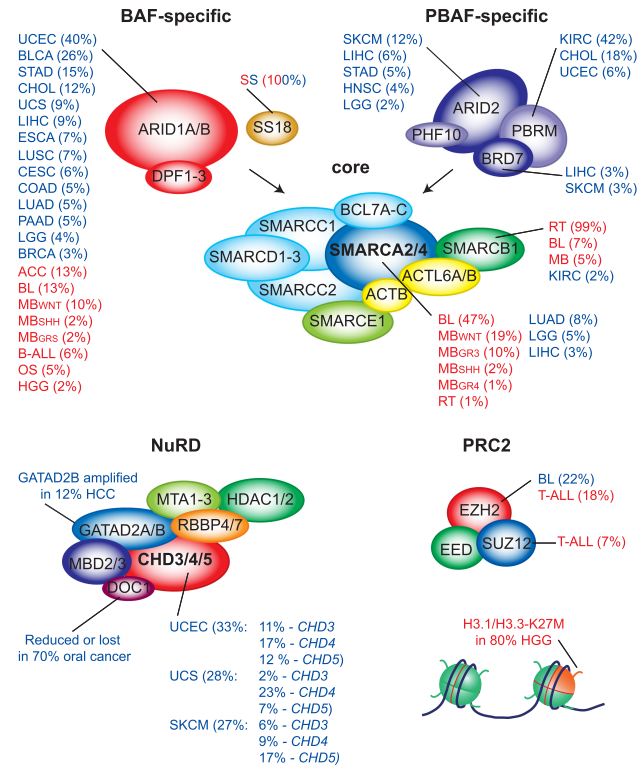 BAF-specific
UCEC (40%)
BLCA (26%)
STAD (15%)
CHOL (12%)
UCS (9%)
LIHC (9%)
ESCA (7%)
LUSC (7%)
CESC (6%)
COAD (5%)
LUAD (5%)
PAAD (5%)
LGG (4%)
BRCA (3%)
ACC (13%)
BL (13%)
MBWNT (10%)
MBSHH (2%)
MBGRS (2%)
B-ALL (6%)
OS (5%)
HGG (2%)
SS (100%)
ARID1A/B
SS18
DPF1-3
PBAF-specific
SKCM (12%)
LIHC (6%)
STAD (5%)
HNSC (4%)
LGG (2%)
KIRC (42%)
CHOL (18%)
UCEC (6%)
ARID2
PHF10
PBRM
BRD7
LIHC (3%)
SKCM (3%)
core
BCL7A-C
SMARCC1
SMARCA2/4
SMARCB1
SMARCD1-3
ACTL6A/B
SMARCC2
ACTB
SMARCE1
RT (99%)
BL (7%)
MB (5%)
KIRC (2%)
BL (47%)
MBWNT (19%)
MBGR3 (10%)
MBSHH (2%)
MBGR4 (1%)
RT (1%)
LUAD (8%)
LGG (5%)
LIHC (3%)
NuRD
GATAD2B amplified
in 12% HCC
MTA1-3
HDAC1/2
GATAD2A/B
RBBP4/7
MBD2/3
CHD3/4/5
DOC1
Reduced or lost
in 70% oral cancer
UCEC (33%: 11% - CHD3
17% - CHD4
12 % - CHD5)
UCS (28%: 2% - CHD3
23% - CHD4
7% - CHD5)
SKCM (27%: 6% - CHD3
9% - CHD4
17% - CHD5)
PRC2
BL (22%)
T-ALL (18%)
EZH2
EED
SUZ12
T-ALL (7%)
H3.1/H3.3-K27M
in 80% HGG